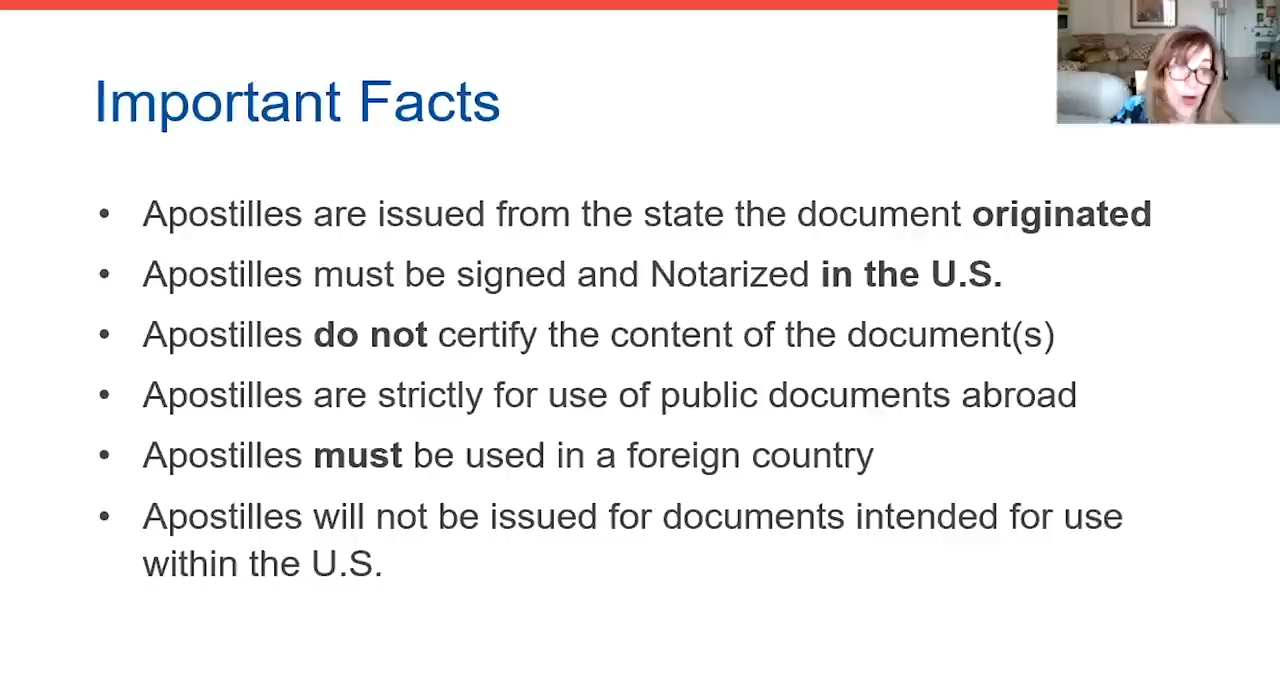 Important Facts
• Apostilles are issued from the state the document originated
• Apostilles must be signed and Notarized in the U.S.
• Apostilles do not certify the content of the document(s)
• Apostilles are strictly for use of public documents abroad
• Apostilles must be used in a foreign country
• Apostilles will not be issued for documents intended for use
within the U.S.